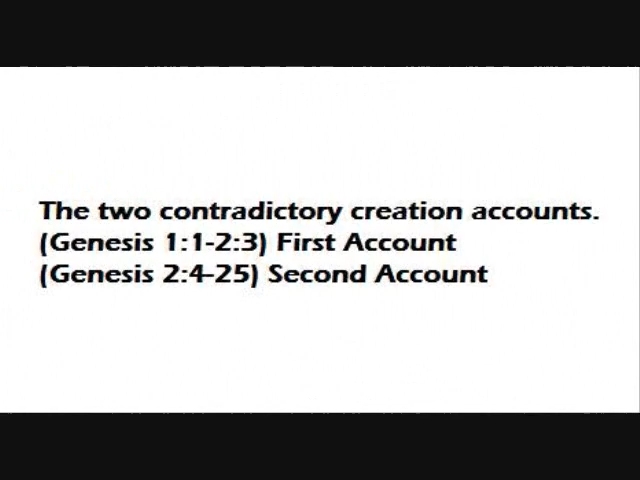 The two contradictory creation accounts.
(Genesis 1:1-2:3) First Account
(Genesis 2:4-25) Second Account